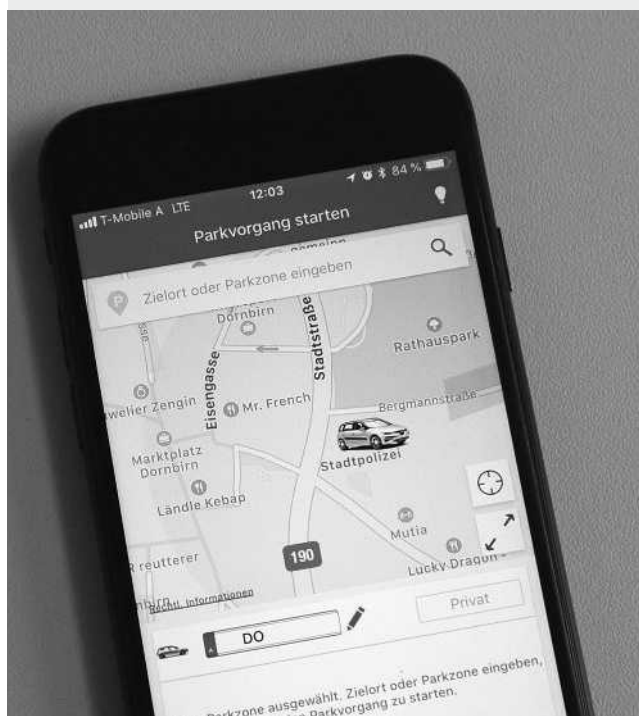 T-Mobile A LTE 12:03 84 %
Parkvorgang starten
Zielort oder Parkzone eingeben
Dornbirn
Stadtstraße
Eisengasse
Rathauspark
Mr. French
Bergmannstraße
Zengin
Marktplatz
Dornbirn
Stadtpolizei
Ländle Kebap
Mutia
190
reutterer
Lucky Dragon
Rechtl. Informationen
DO
Privat
Parkzone ausgewählt. Zielort oder Parkzone eingeben,
Parkvorgang zu starten.